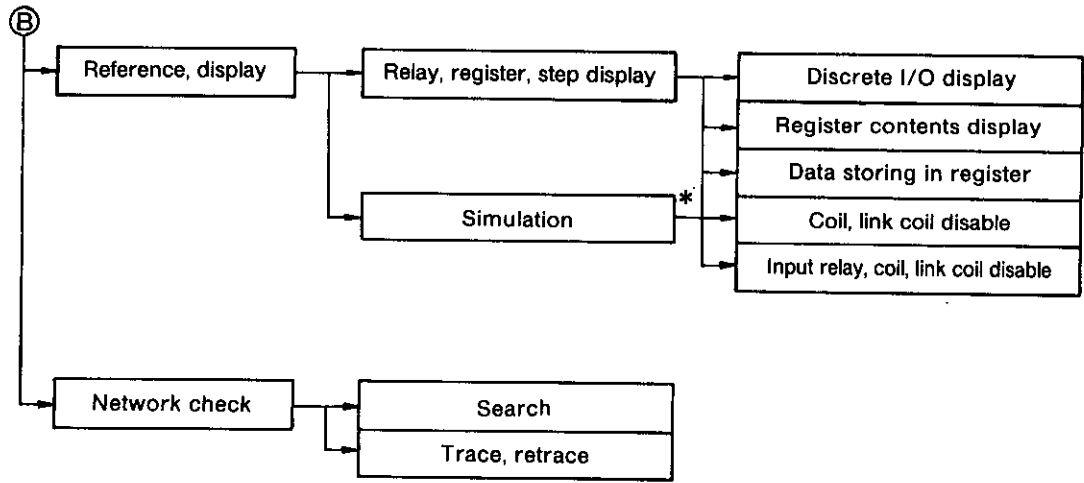 B
Reference, display
Relay, register, step display
Discrete I/O display
Register contents display
Data storing in register
Simulation
*
Coil, link coil disable
Input relay, coil, link coil disable
Network check
Search
Trace, retrace